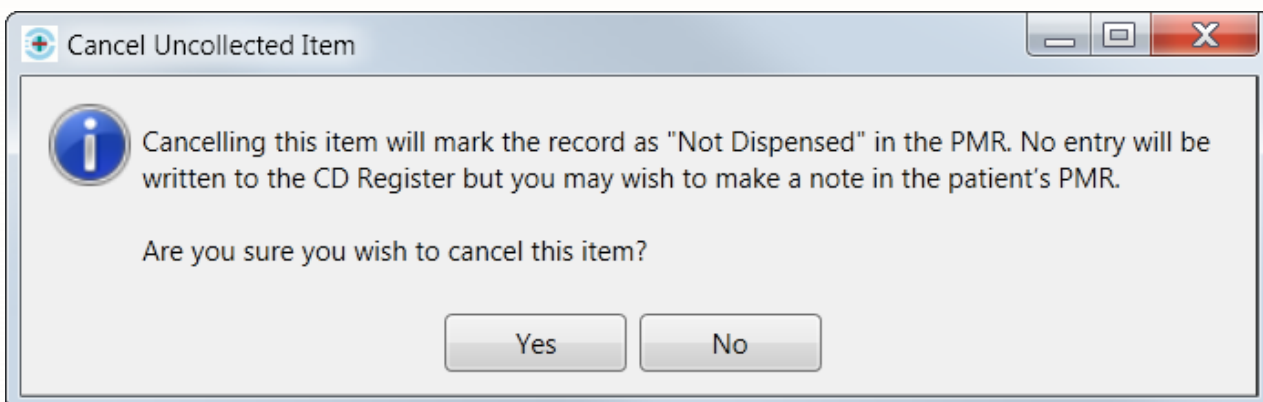 Cancel Uncollected Item
Cancelling this item will mark the record as "Not Dispensed" in the PMR. No entry will be
written to the CD Register but you may wish to make a note in the patient's PMR.
Are you sure you wish to cancel this item?
Yes
No